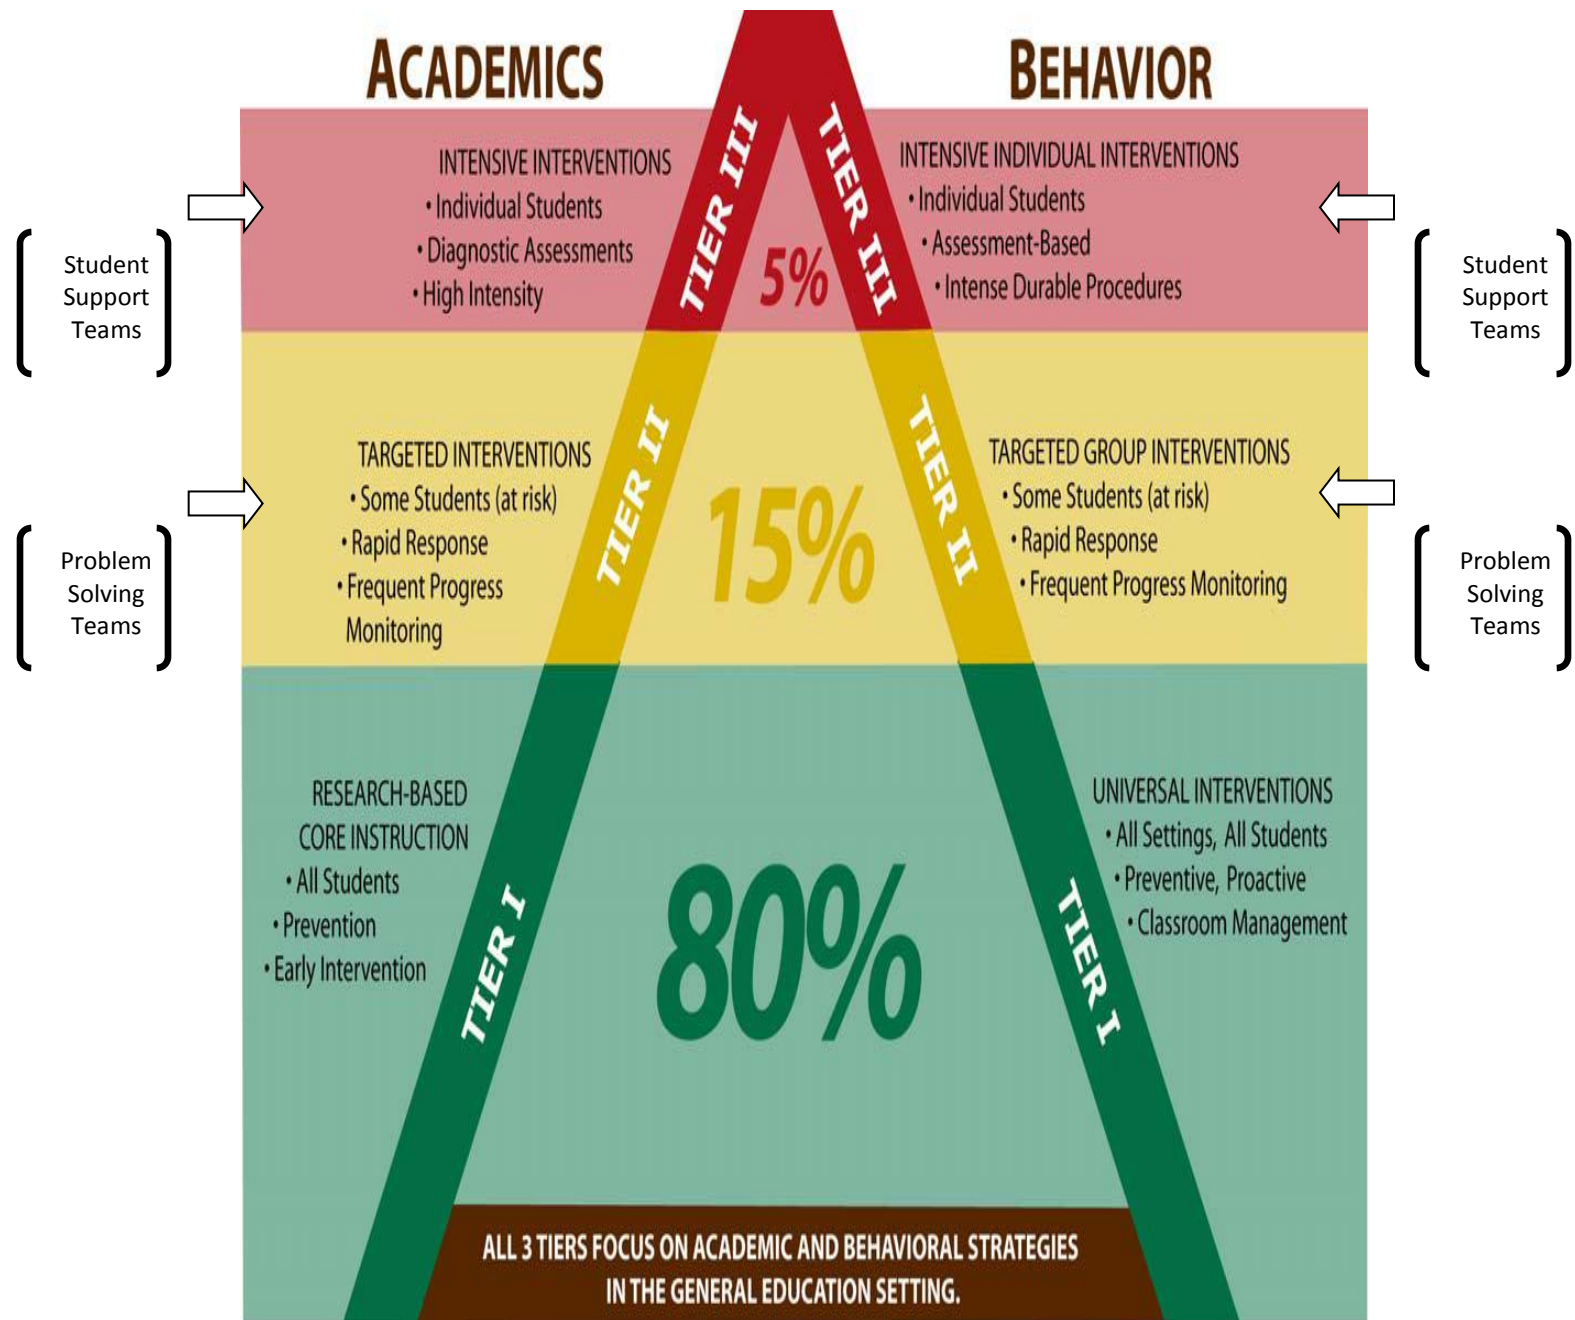 ACADEMICS
BEHAVIOR
INTENSIVE INTERVENTIONS
• Individual Students
• Diagnostic Assessments
• High Intensity
TIER III
5%
TIER III
INTENSIVE INDIVIDUAL INTERVENTIONS
• Individual Students
• Assessment-Based
• Intense Durable Procedures
Student
Support
Teams
Student
Support
Teams
TARGETED INTERVENTIONS
• Some Students (at risk)
• Rapid Response
• Frequent Progress
Monitoring
TIER II
15%
TIER II
TARGETED GROUP INTERVENTIONS
• Some Students (at risk)
• Rapid Response
• Frequent Progress Monitoring
Problem
Solving
Teams
Problem
Solving
Teams
RESEARCH-BASED
CORE INSTRUCTION
• All Students
• Prevention
• Early Intervention
TIER I
80%
TIER I
UNIVERSAL INTERVENTIONS
• All Settings, All Students
• Preventive, Proactive
• Classroom Management
ALL 3 TIERS FOCUS ON ACADEMIC AND BEHAVIORAL STRATEGIES
IN THE GENERAL EDUCATION SETTING.